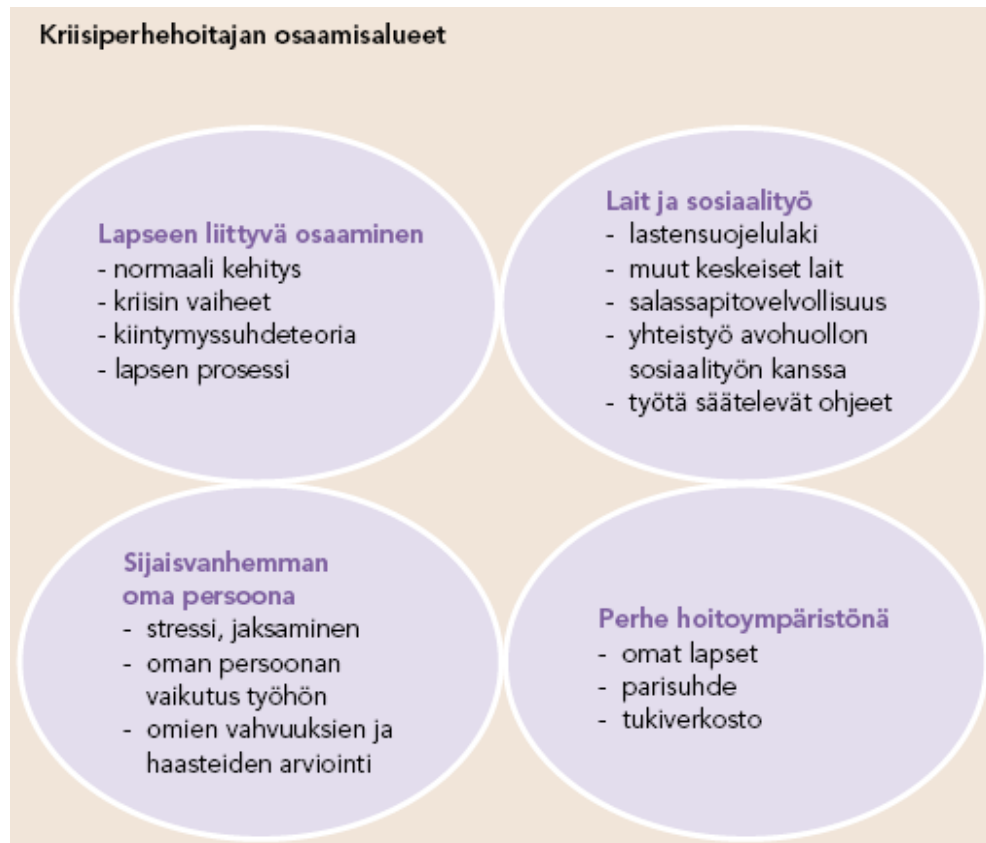 Kriisiperhehoitajan osaamisalueet
Lapseen liittyvä osaaminen
- normaali kehitys
- kriisin vaiheet
- kiintymyssuhdeteoria
- lapsen prosessi
Lait ja sosiaalityö
- lastensuojelulaki
- muut keskeiset lait
- salassapitovelvollisuus
- yhteistyö avohuollon
sosiaalityön kanssa
- työtä säätelevät ohjeet
Sijaisvanhemman
oma persoona
- stressi, jaksaminen
- oman persoonan
vaikutus työhön
- omien vahvuuksien ja
haasteiden arviointi
Perhe hoitoympäristönä
- omat lapset
- parisuhde
- tukiverkosto